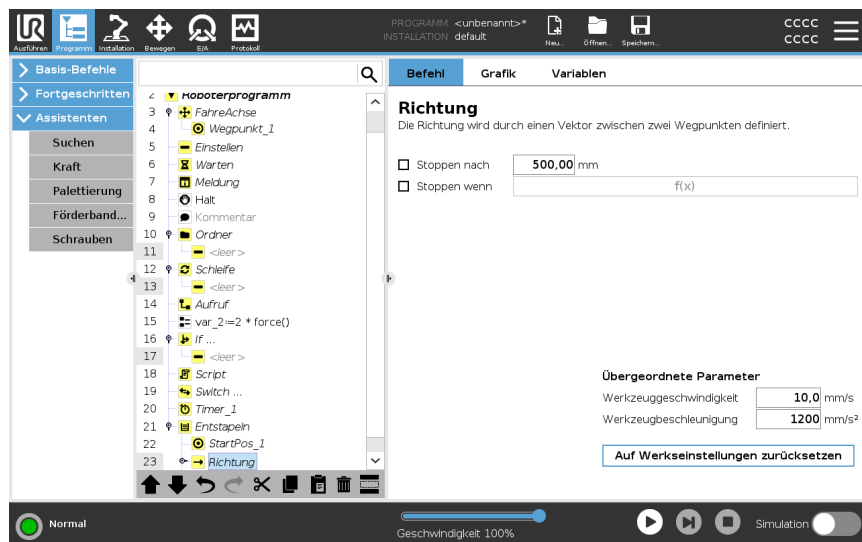 PROGRAMM <unbenannt>*
INSTALLATION default
CCCC
CCCC
Ausführen Programm Installation Bewegen E/A Protokoll
Neu... Öffnen... Speichern...
Basis-Befehle
Fortgeschritten
Assistenten
Suchen
Kraft
Palettierung
Förderband...
Schrauben
2 Roboterprogramm
3 FahreAchse
4 Wegpunkt_1
5 Einstellen
6 Warten
7 Meldung
8 Halt
9 Kommentar
10 Ordner
11 <leer>
12 Schleife
13 <leer>
14 Aufruf
15 var_2:=2 * force()
16 If ...
17 <leer>
18 Script
19 Switch ...
20 Timer_1
21 Entstapeln
22 StartPos_1
23 Richtung
Befehl Grafik Variablen
Richtung
Die Richtung wird durch einen Vektor zwischen zwei Wegpunkten definiert.
Stoppen nach 500,00 mm
Stoppen wenn f(x)
Übergeordnete Parameter
Werkzeuggeschwindigkeit 10,0 mm/s
Werkzeugbeschleunigung 1200 mm/s²
Auf Werkseinstellungen zurücksetzen
Normal
Geschwindigkeit 100%
Simulation